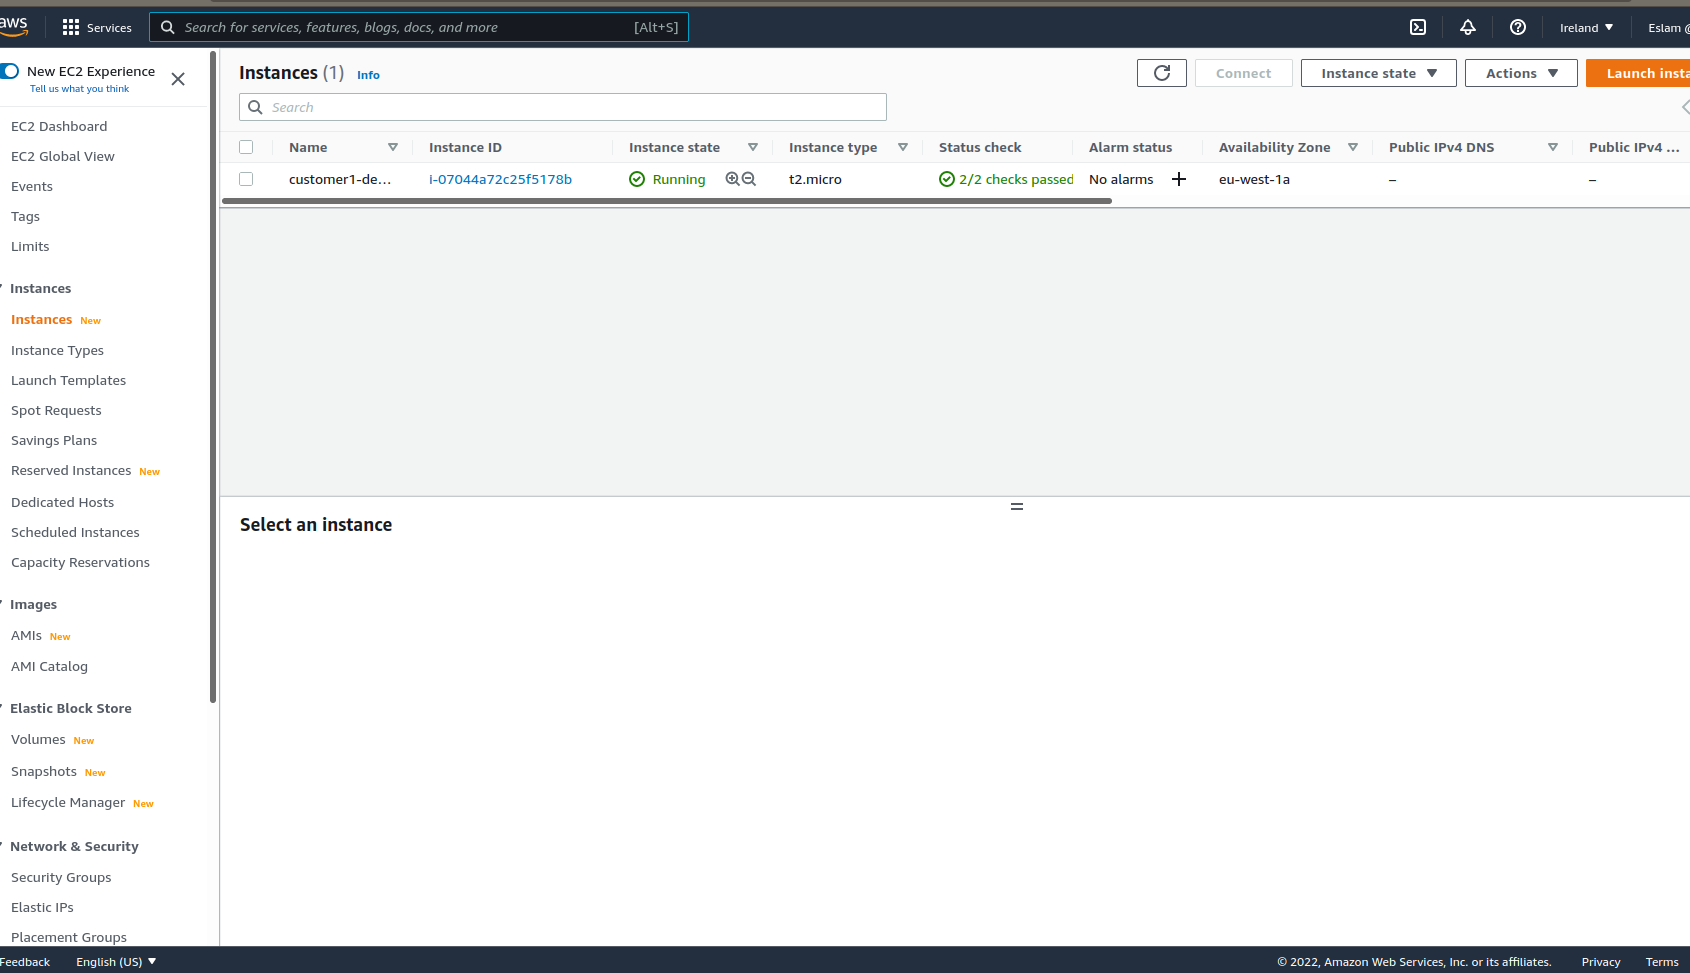 aws
Services
Search for services, features, blogs, docs, and more
[Alt+S]
Ireland
Eslam @
New EC2 Experience
Tell us what you think
EC2 Dashboard
EC2 Global View
Events
Tags
Limits
Instances
Instances New
Instance Types
Launch Templates
Spot Requests
Savings Plans
Reserved Instances New
Dedicated Hosts
Scheduled Instances
Capacity Reservations
Images
AMIs New
AMI Catalog
Elastic Block Store
Volumes New
Snapshots New
Lifecycle Manager New
Network & Security
Security Groups
Elastic IPs
Placement Groups
Instances (1) Info
Connect
Instance state
Actions
Launch insta
Search
Name Instance ID Instance state Instance type Status check Alarm status Availability Zone Public IPv4 DNS Public IPv4 ...
customer1-de... i-07044a72c25f5178b Running t2.micro 2/2 checks passed No alarms + eu-west-1a – –
Select an instance
Feedback
English (US)
© 2022, Amazon Web Services, Inc. or its affiliates.
Privacy
Terms